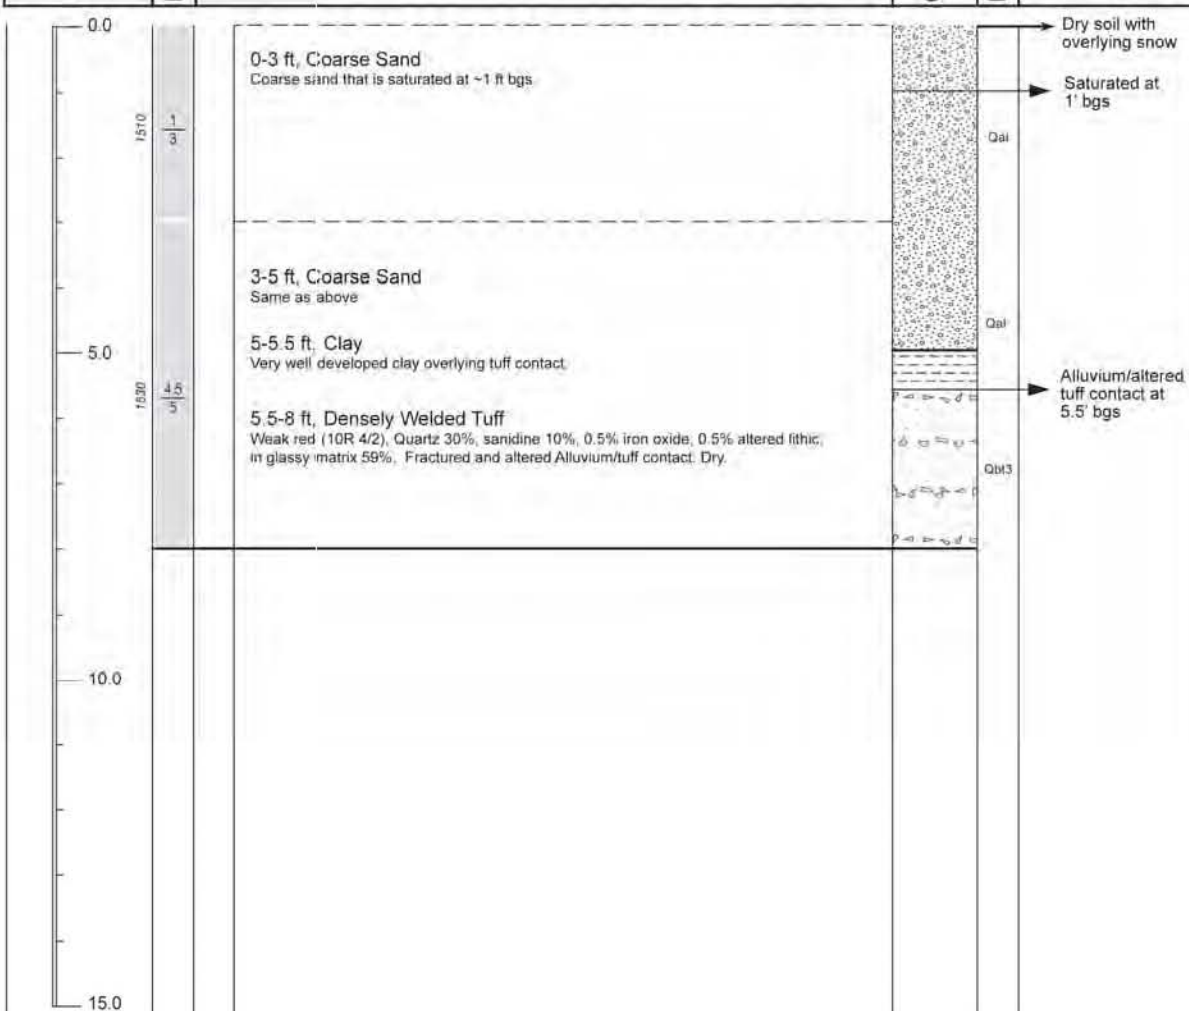 0.0
0-3 ft, Coarse Sand
Coarse sand that is saturated at ~1 ft bgs
1510
1
3
3-5 ft, Coarse Sand
Same as above
5.0
5-5.5 ft, Clay
Very well developed clay overlying tuff contact
1530
4.5
5
5.5-8 ft, Densely Welded Tuff
Weak red (10R 4/2), Quartz 30%, sanidine 10%, 0.5% iron oxide, 0.5% altered lithic,
in glassy matrix 59%. Fractured and altered Alluvium/tuff contact. Dry.
10.0
15.0
Qal
Qal
Qbt3
Dry soil with
overlying snow
Saturated at
1' bgs
Alluvium/altered
tuff contact at
5.5' bgs